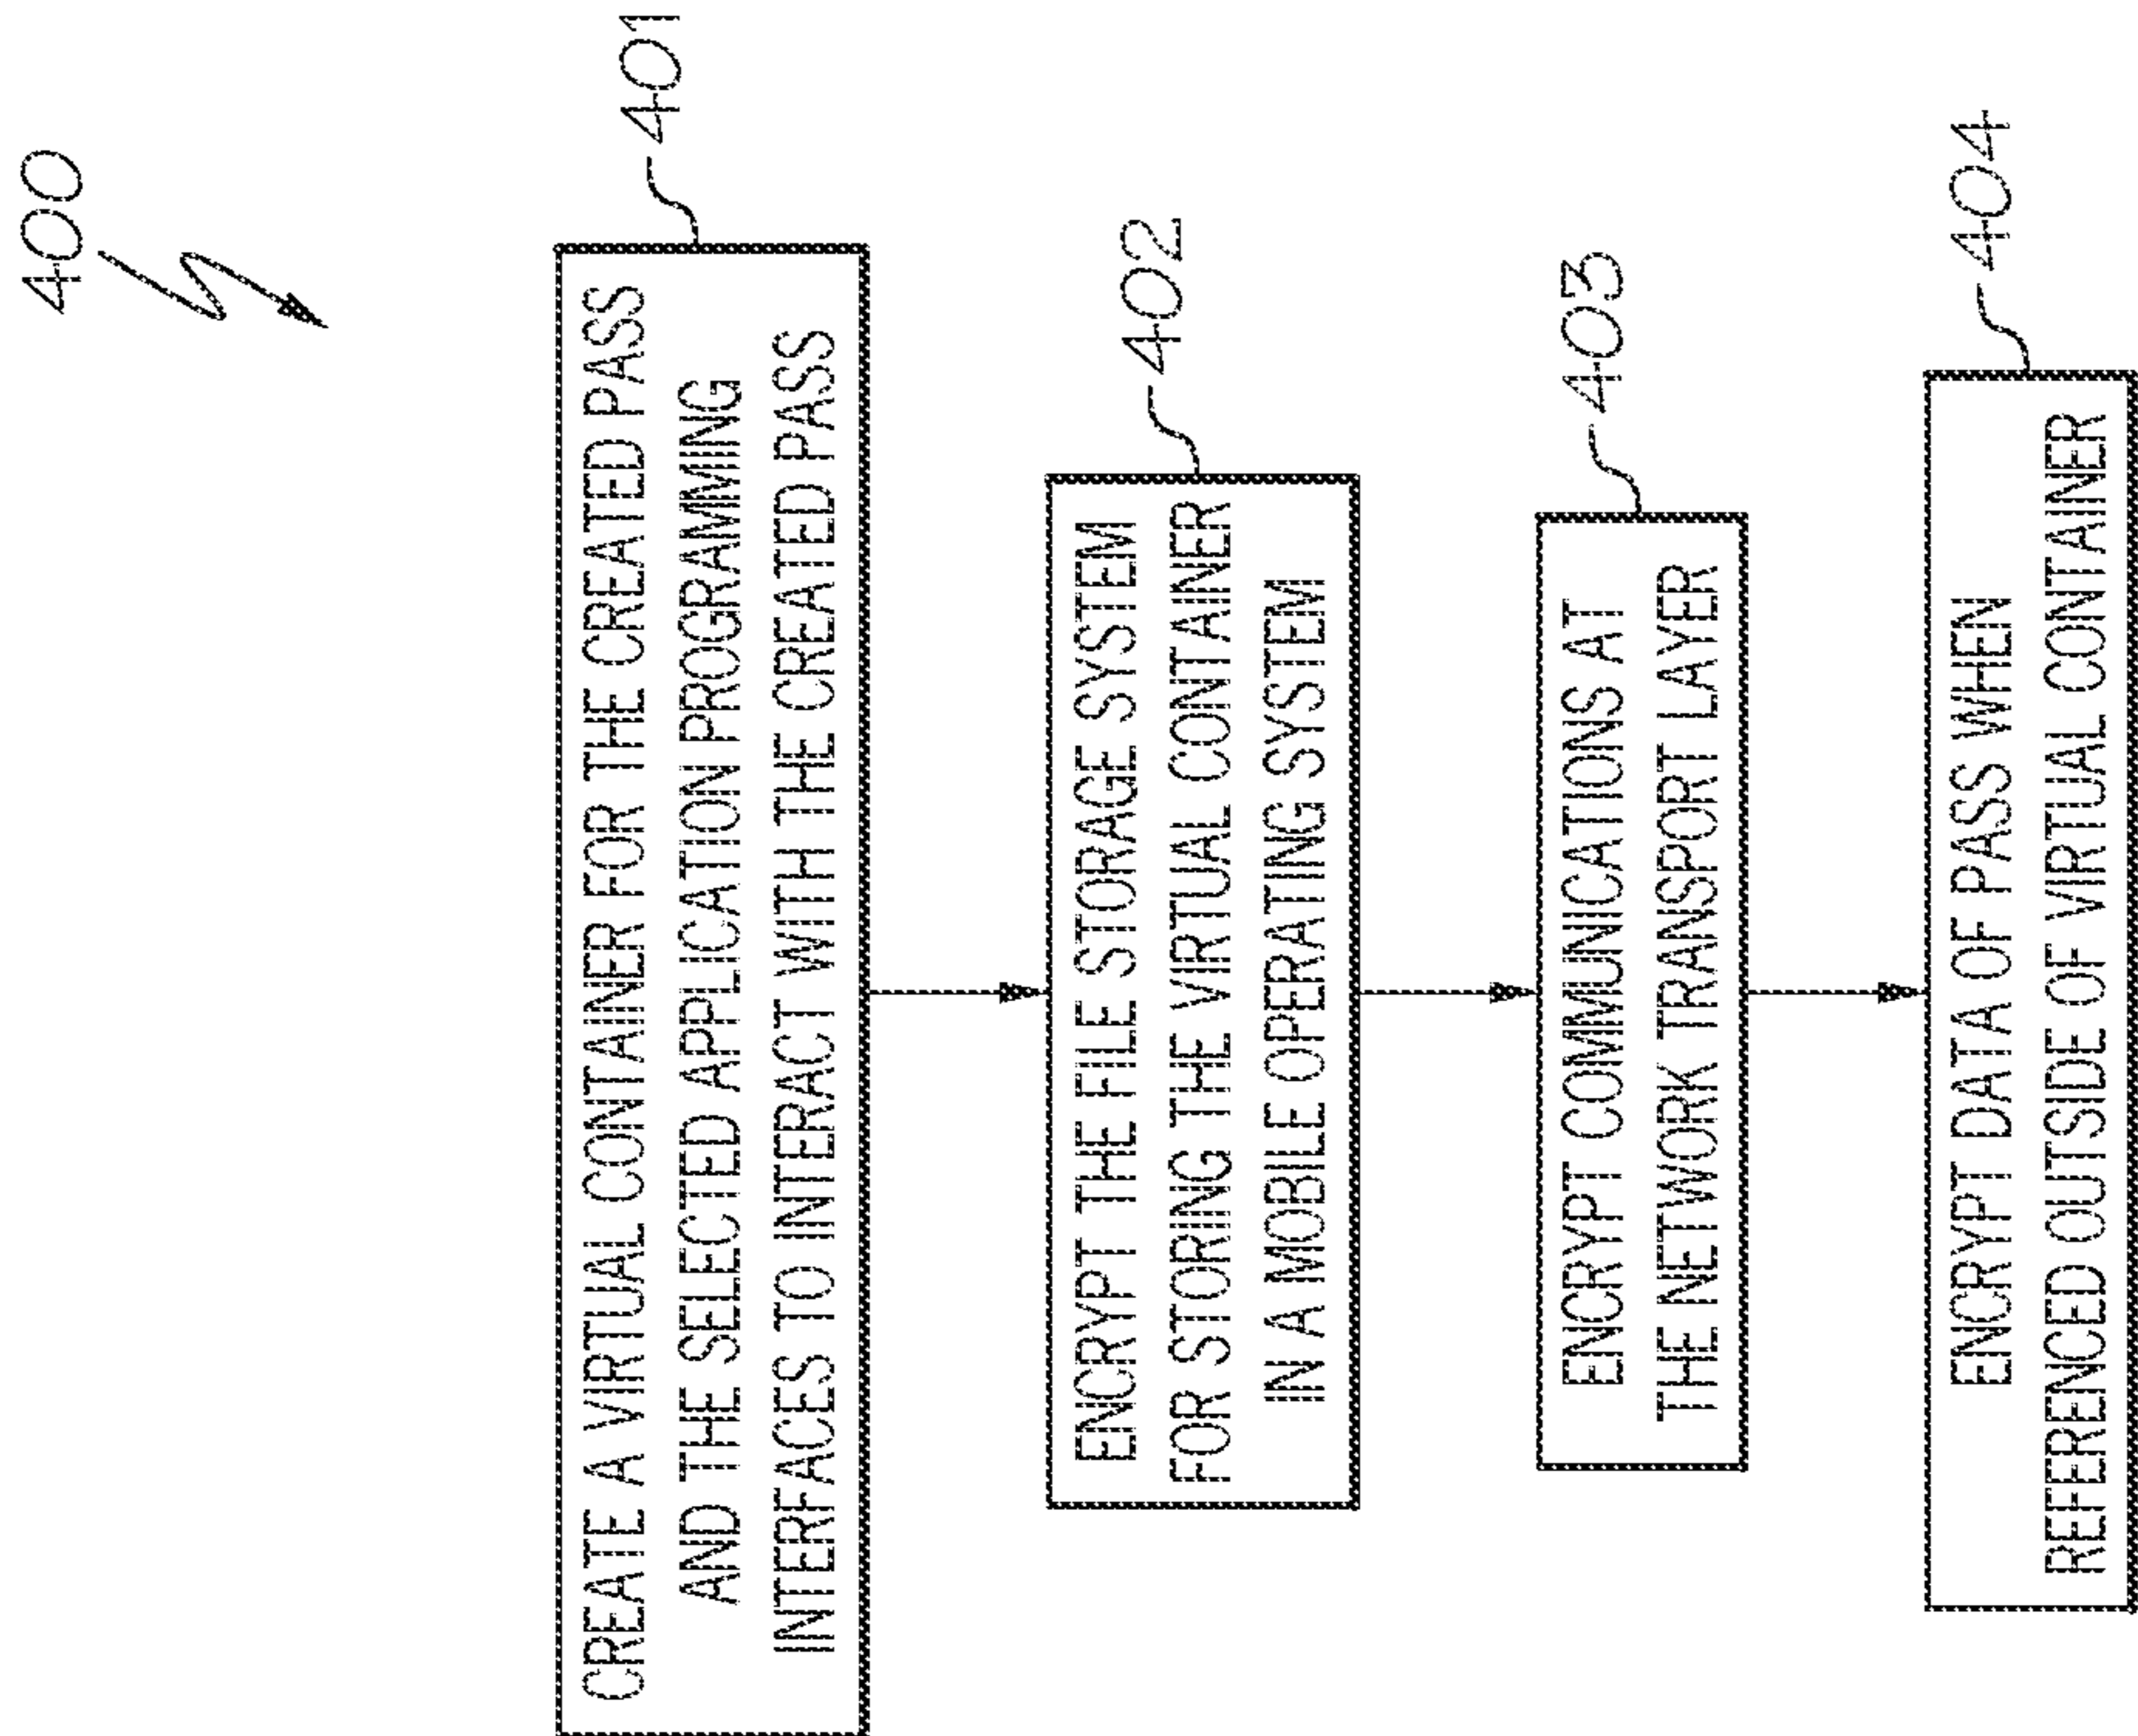 400
CREATE A VIRTUAL CONTAINER FOR THE CREATED PASS
AND THE SELECTED APPLICATION PROGRAMMING
INTERFACES TO INTERACT WITH THE CREATED PASS
401
ENCRYPT THE FILE STORAGE SYSTEM
FOR STORING THE VIRTUAL CONTAINER
IN A MOBILE OPERATING SYSTEM
402
ENCRYPT COMMUNICATIONS AT
THE NETWORK TRANSPORT LAYER
403
ENCRYPT DATA OF PASS WHEN
REFERENCED OUTSIDE OF VIRTUAL CONTAINER
404